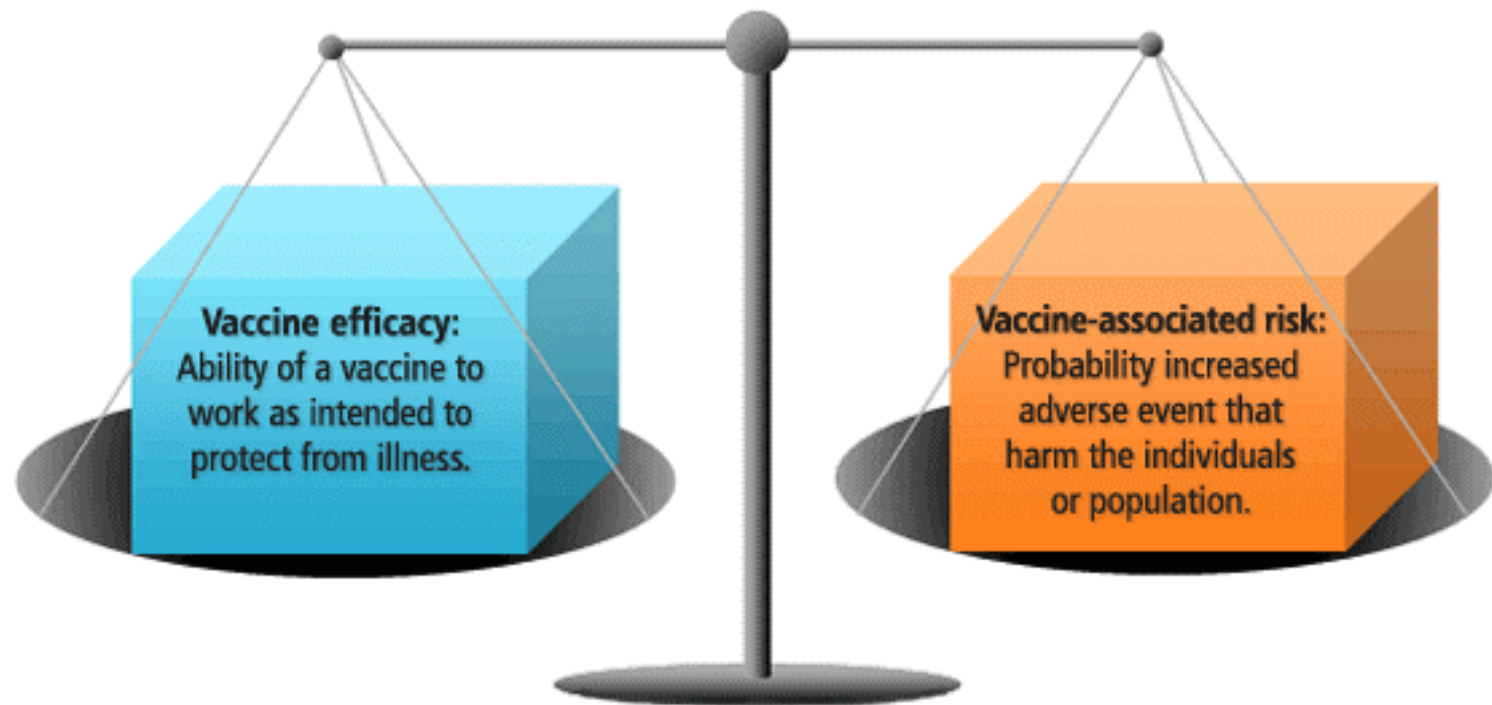 Vaccine efficacy:
Ability of a vaccine to
work as intended to
protect from illness.
Vaccine-associated risk:
Probability increased
adverse event that
harm the individuals
or population.